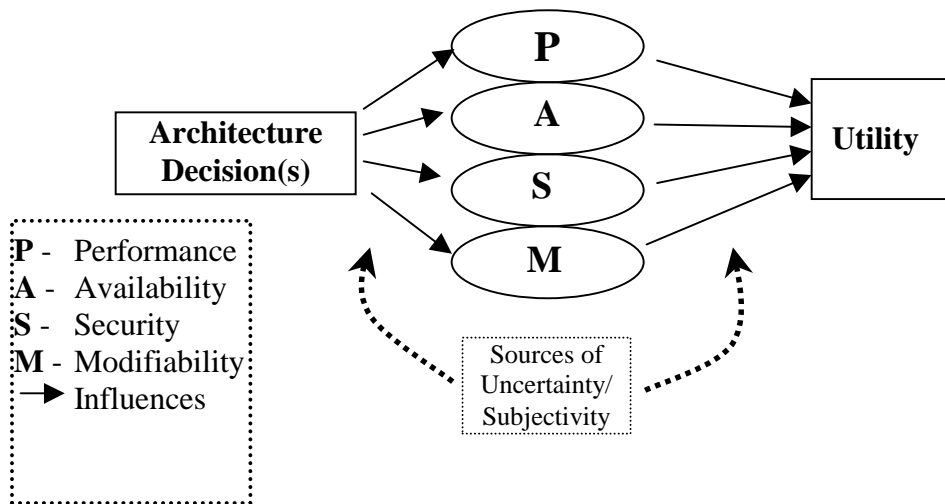 P
A
S
M
Architecture
Decision(s)
Utility
P - Performance
A - Availability
S - Security
M - Modifiability
Influences
Sources of
Uncertainty/
Subjectivity